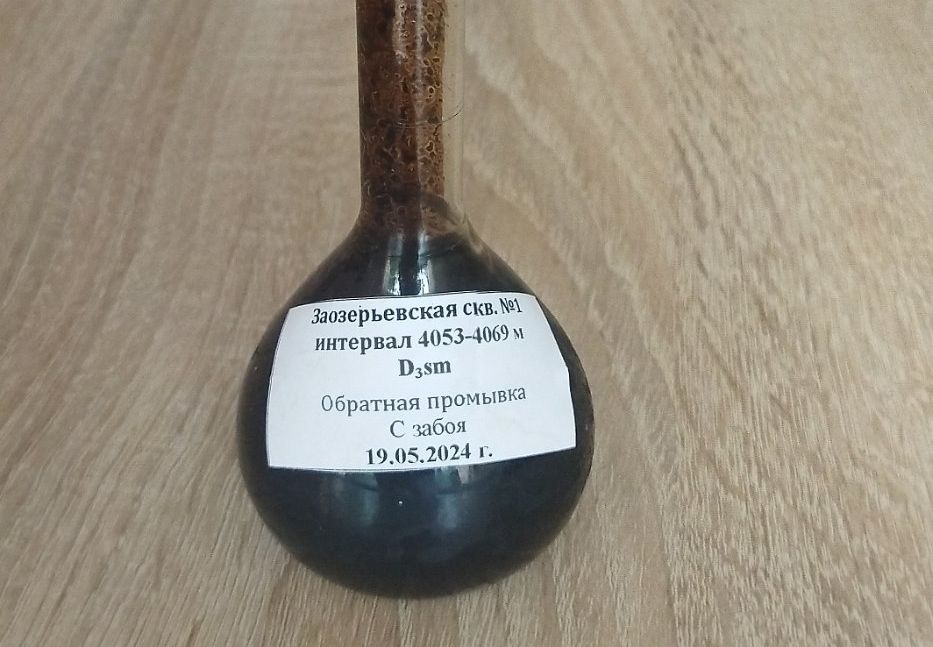 Заозерьевская скв. №1
интервал 4053-4069 м
D₃sm
Обратная промывка
С забоя
19.05.2024 г.